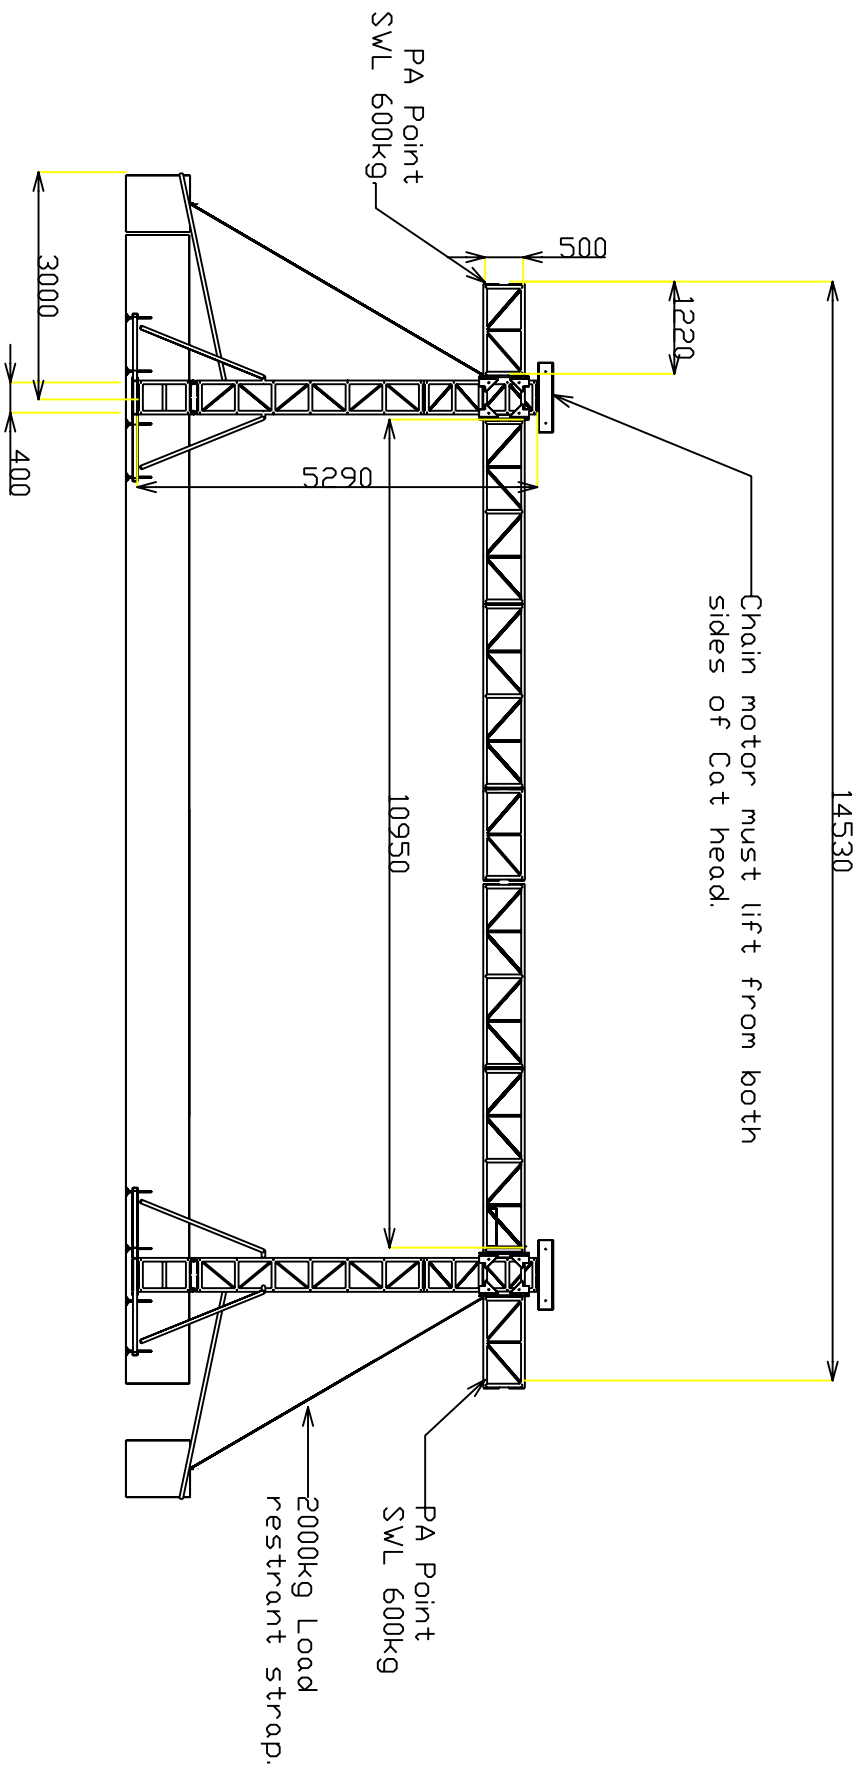 14530
Chain motor must lift from both
sides of Cat head.
1220
500
PA Point
SWL 600kg
PA Point
SWL 600kg
10950
5290
2000kg Load
restrant strap.
3000
400